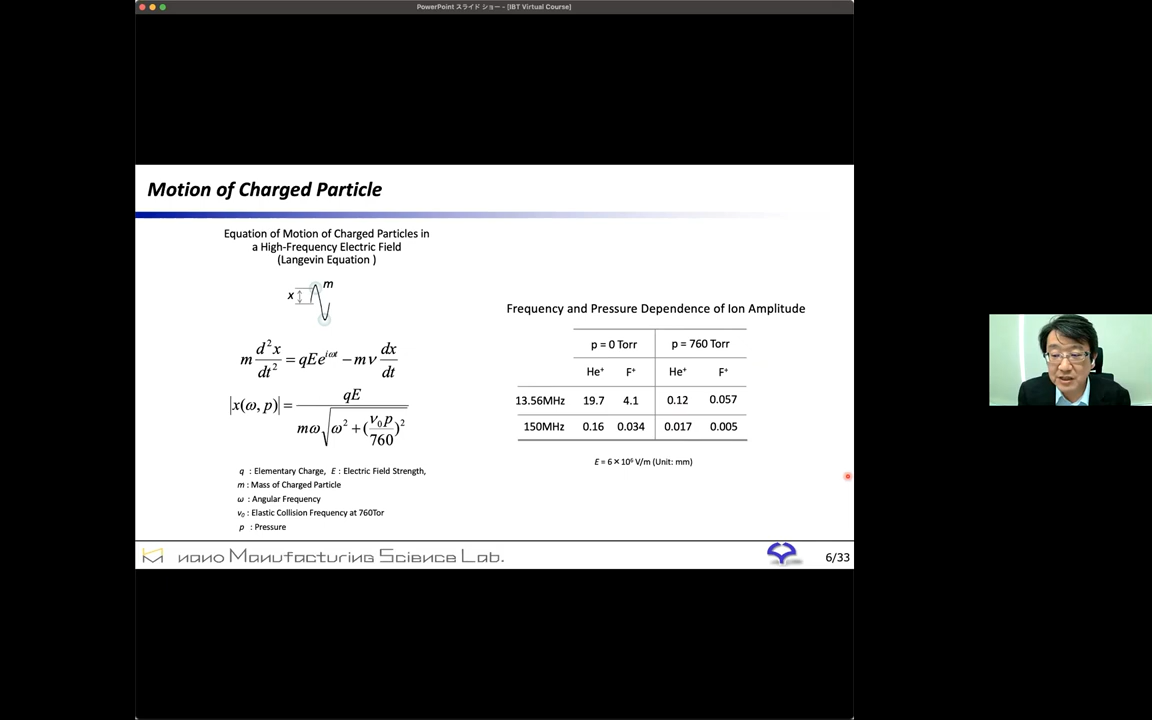 PowerPoint スライド ショー - [IBT Virtual Course]
Motion of Charged Particle
Equation of Motion of Charged Particles in
a High-Frequency Electric Field
(Langevin Equation )
x
m
m d²x/dt² = qEe^{iωt} − mν dx/dt
|x(ω, p)| = qE / mω√ω² + (ν₀p/760)²
q : Elementary Charge, E : Electric Field Strength,
m : Mass of Charged Particle
ω : Angular Frequency
ν₀ : Elastic Collision Frequency at 760Tor
p : Pressure
Frequency and Pressure Dependence of Ion Amplitude
p = 0 Torr p = 760 Torr
He⁺ F⁺ He⁺ F⁺
13.56MHz 19.7 4.1 0.12 0.057
150MHz 0.16 0.034 0.017 0.005
E = 6×10⁶ V/m (Unit: mm)
nano Manufacturing Science Lab.
6/33